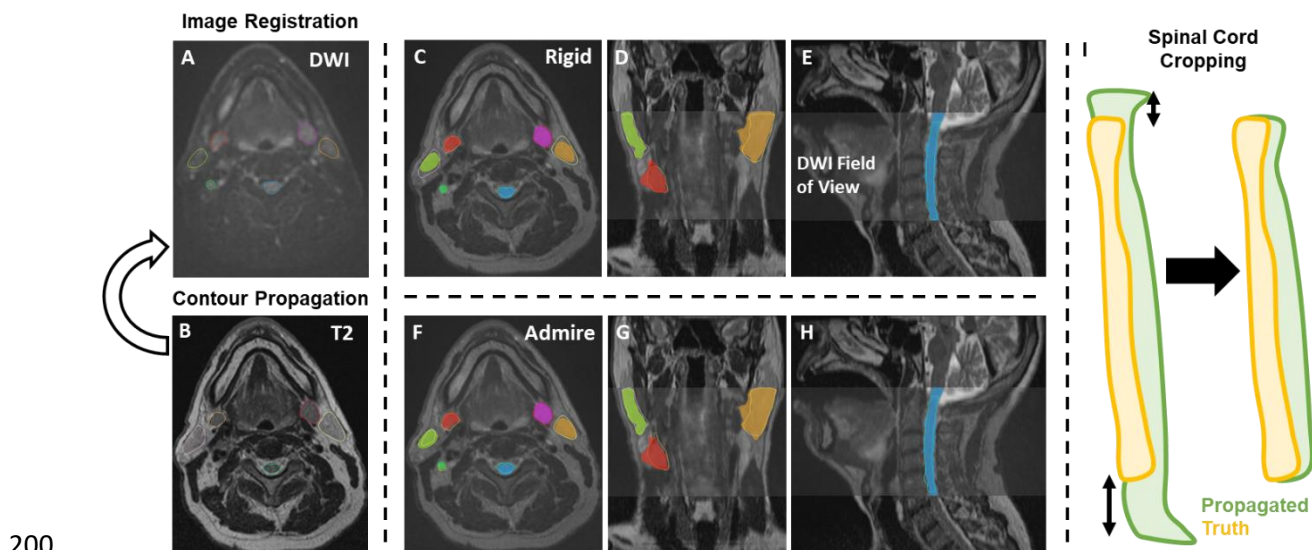 Image Registration
A
DWI
Contour Propagation
B
T2
C
Rigid
D
E
DWI Field
of View
F
Admire
G
H
I
Spinal Cord
Cropping
Propagated
Truth
200